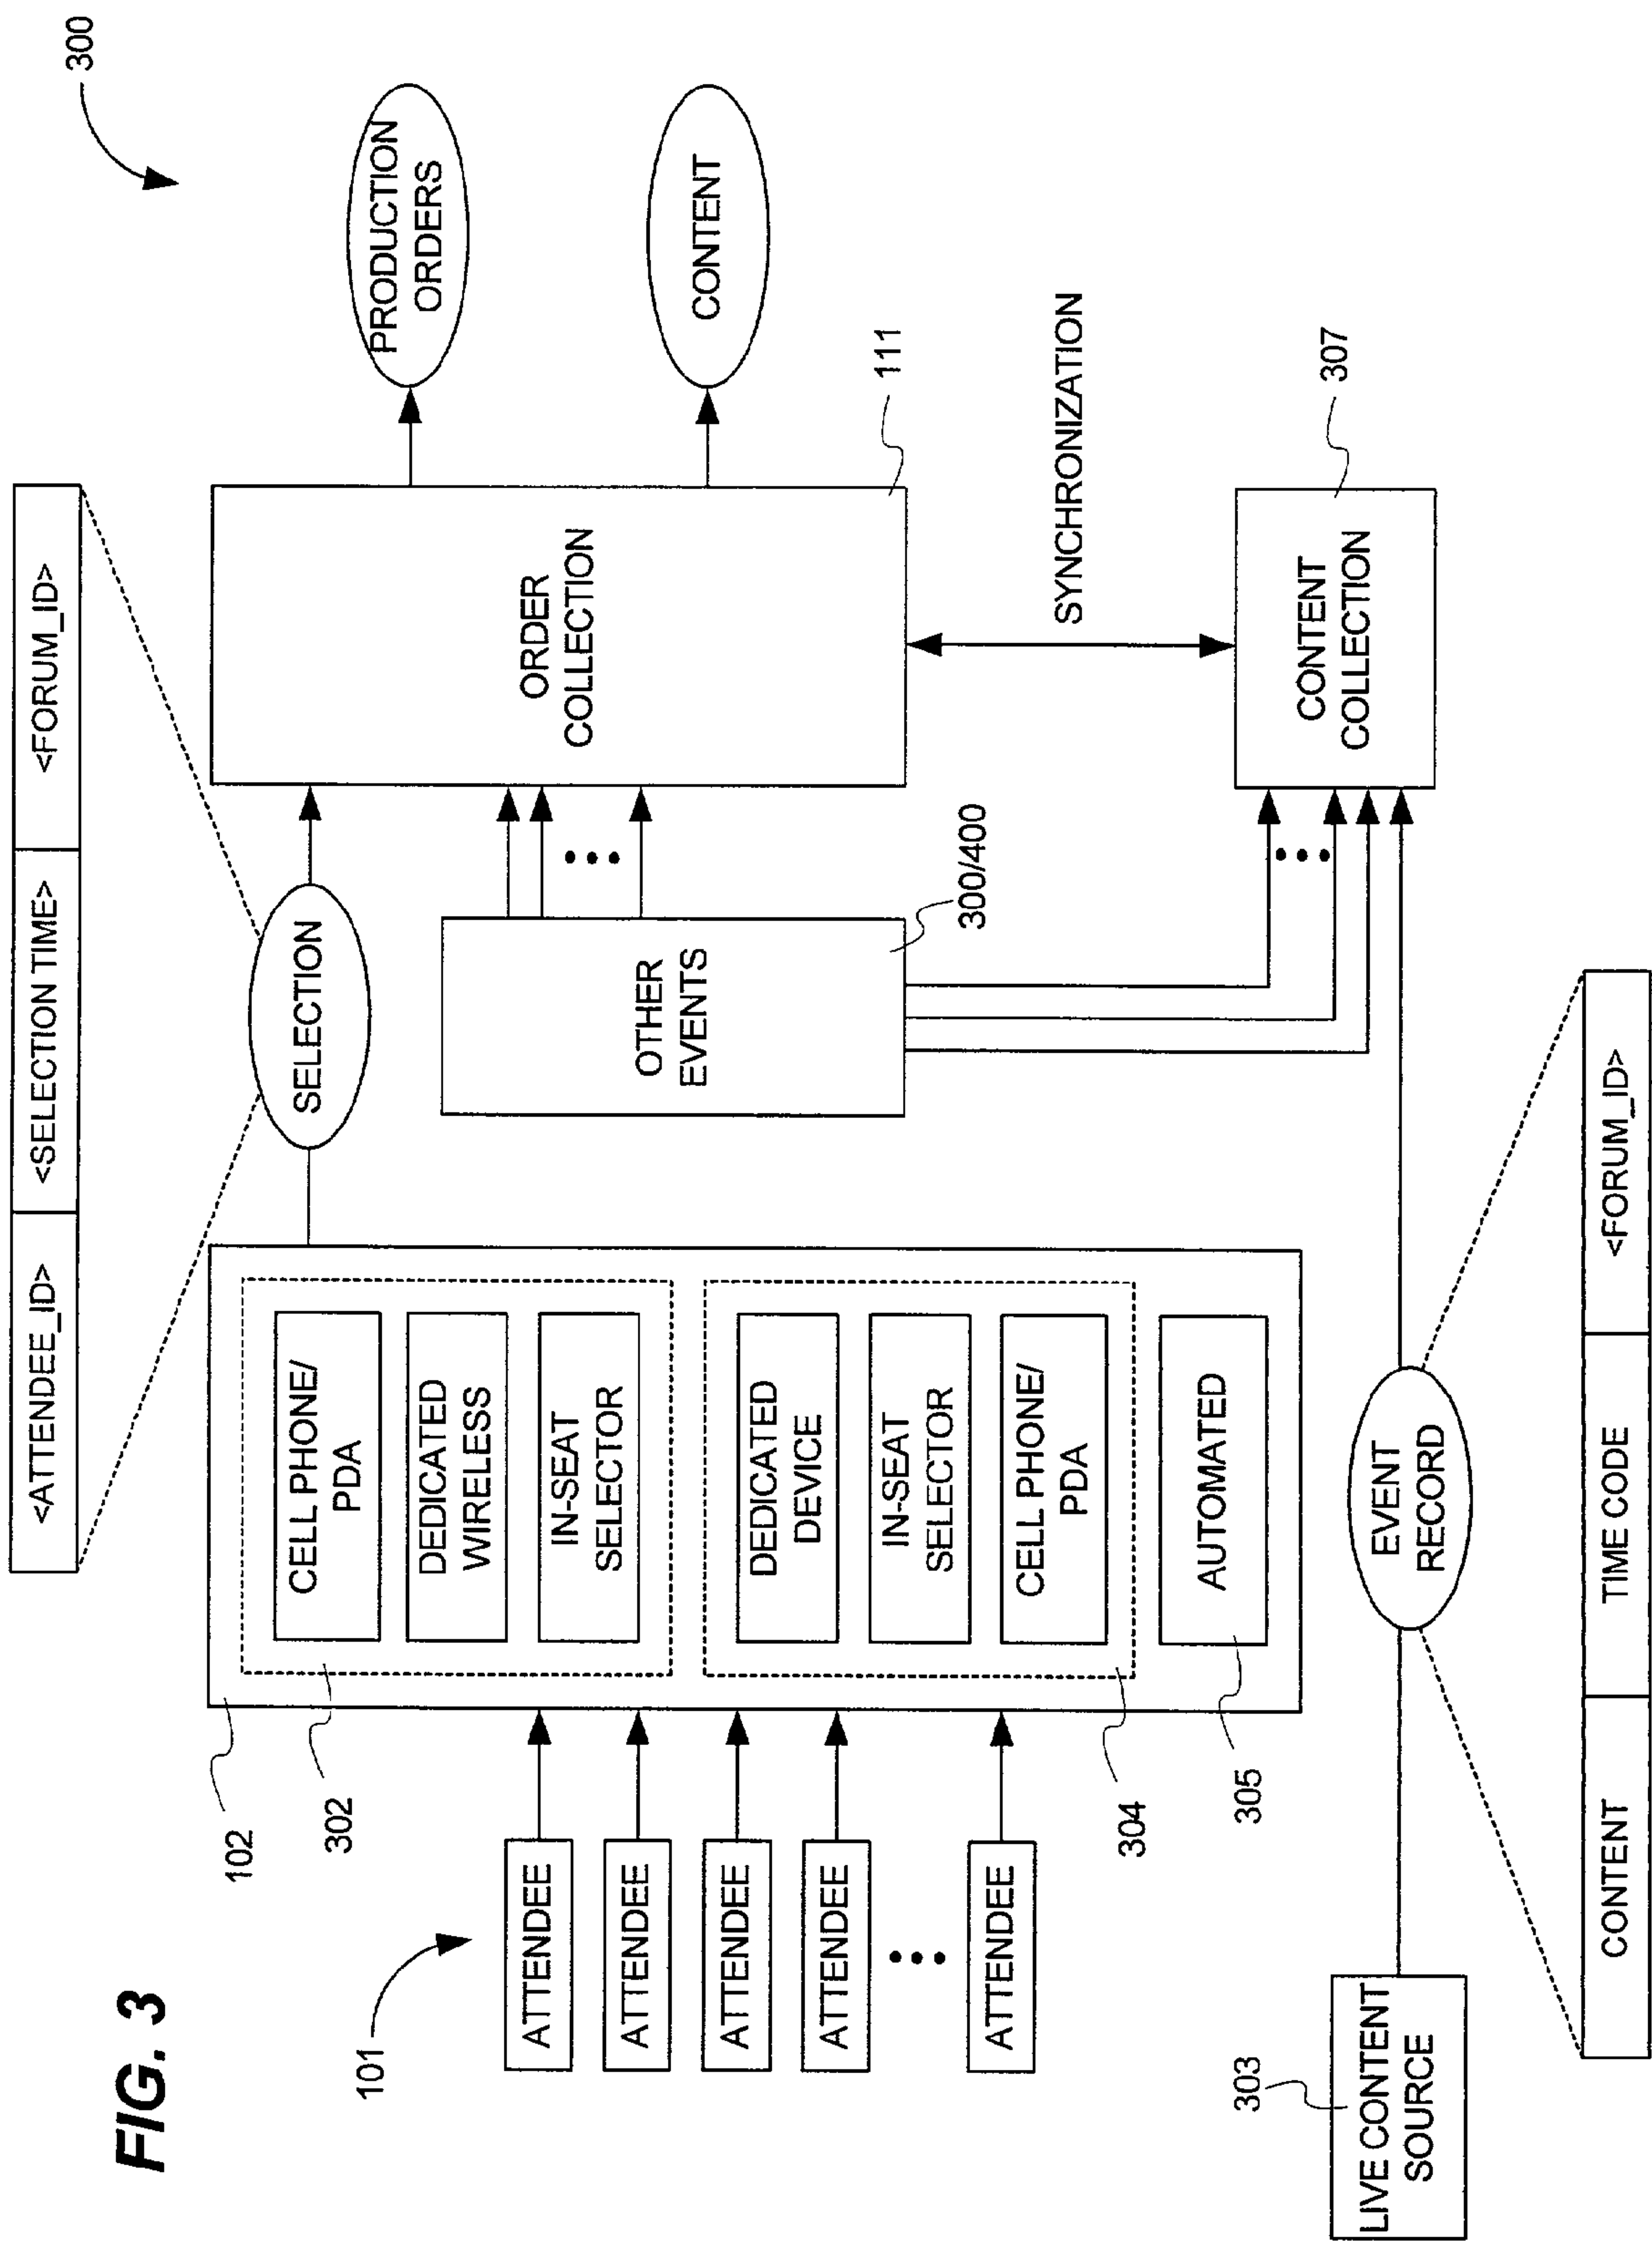 FIG. 3
300
<ATTENDEE_ID>
<SELECTION TIME>
<FORUM_ID>
101
ATTENDEE
ATTENDEE
ATTENDEE
ATTENDEE
ATTENDEE
102
302
CELL PHONE/
PDA
DEDICATED
WIRELESS
IN-SEAT
SELECTOR
DEDICATED
DEVICE
IN-SEAT
SELECTOR
CELL PHONE/
PDA
304
AUTOMATED
305
SELECTION
OTHER
EVENTS
300/400
ORDER
COLLECTION
111
PRODUCTION
ORDERS
CONTENT
SYNCHRONIZATION
CONTENT
COLLECTION
307
303
LIVE CONTENT
SOURCE
EVENT
RECORD
CONTENT
TIME CODE
<FORUM_ID>